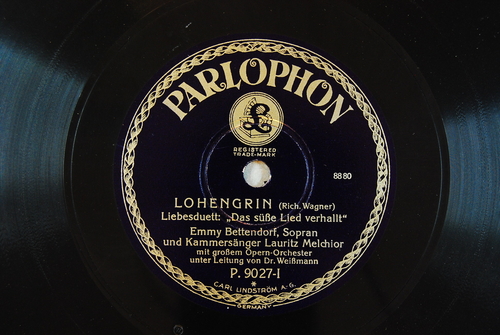 PARLOPHON
£
REGISTERED
TRADE-MARK
8880
LOHENGRIN (Rich. Wagner)
Liebesduett: „Das süße Lied verhallt“
Emmy Bettendorf, Sopran
und Kammersänger Lauritz Melchior
mit großem Opern-Orchester
unter Leitung von Dr. Weißmann
P. 9027-I
*
CARL LINDSTRÖM A.-G.
GERMANY